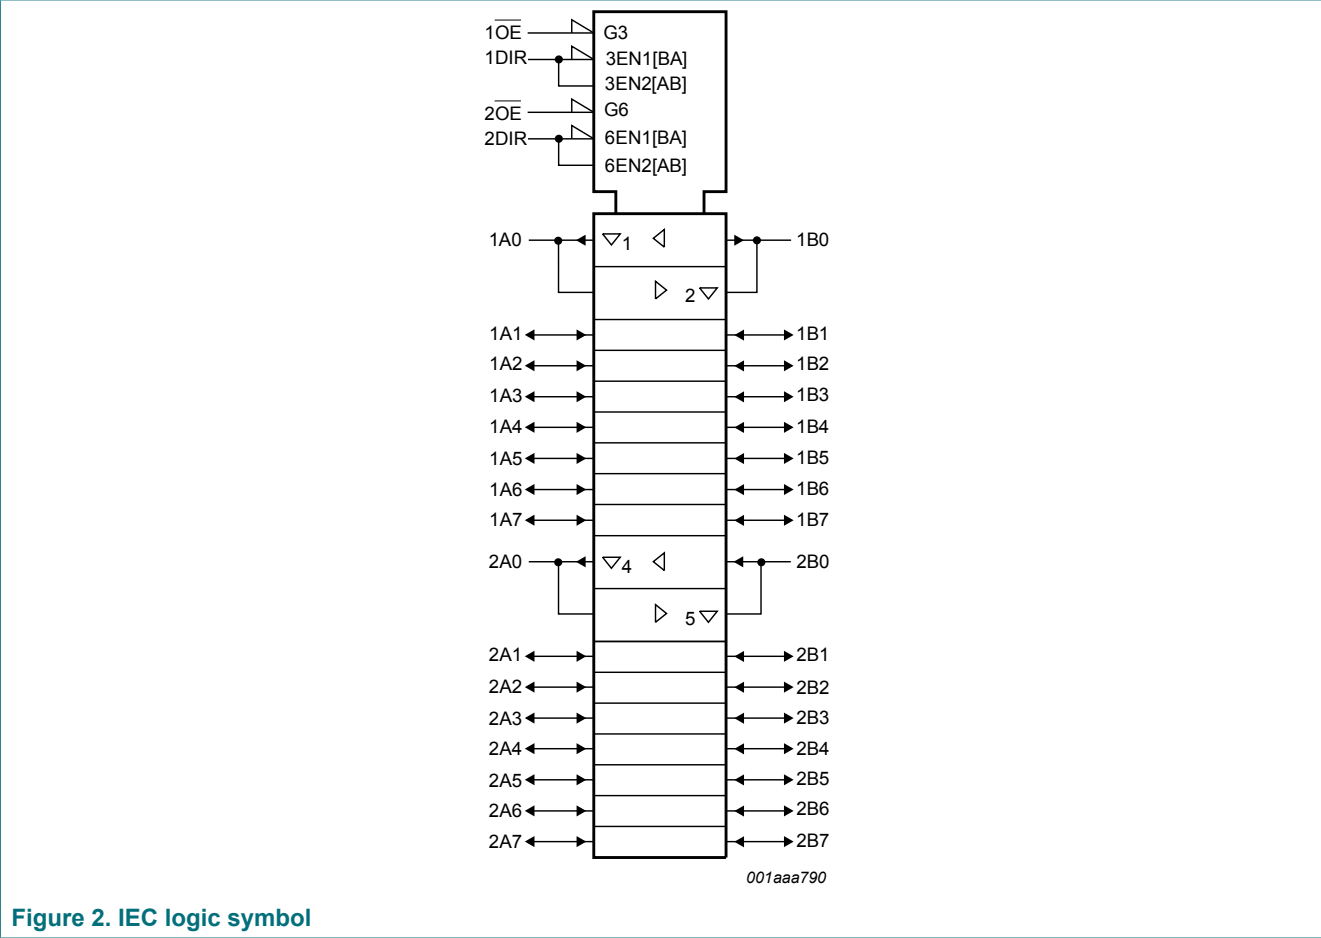 1O̅E̅ G3
1DIR 3EN1[BA]
3EN2[AB]
2O̅E̅ G6
2DIR 6EN1[BA]
6EN2[AB]
1A0 1 1B0
2
1A1 1B1
1A2 1B2
1A3 1B3
1A4 1B4
1A5 1B5
1A6 1B6
1A7 1B7
2A0 4 2B0
5
2A1 2B1
2A2 2B2
2A3 2B3
2A4 2B4
2A5 2B5
2A6 2B6
2A7 2B7
001aaa790
Figure 2. IEC logic symbol